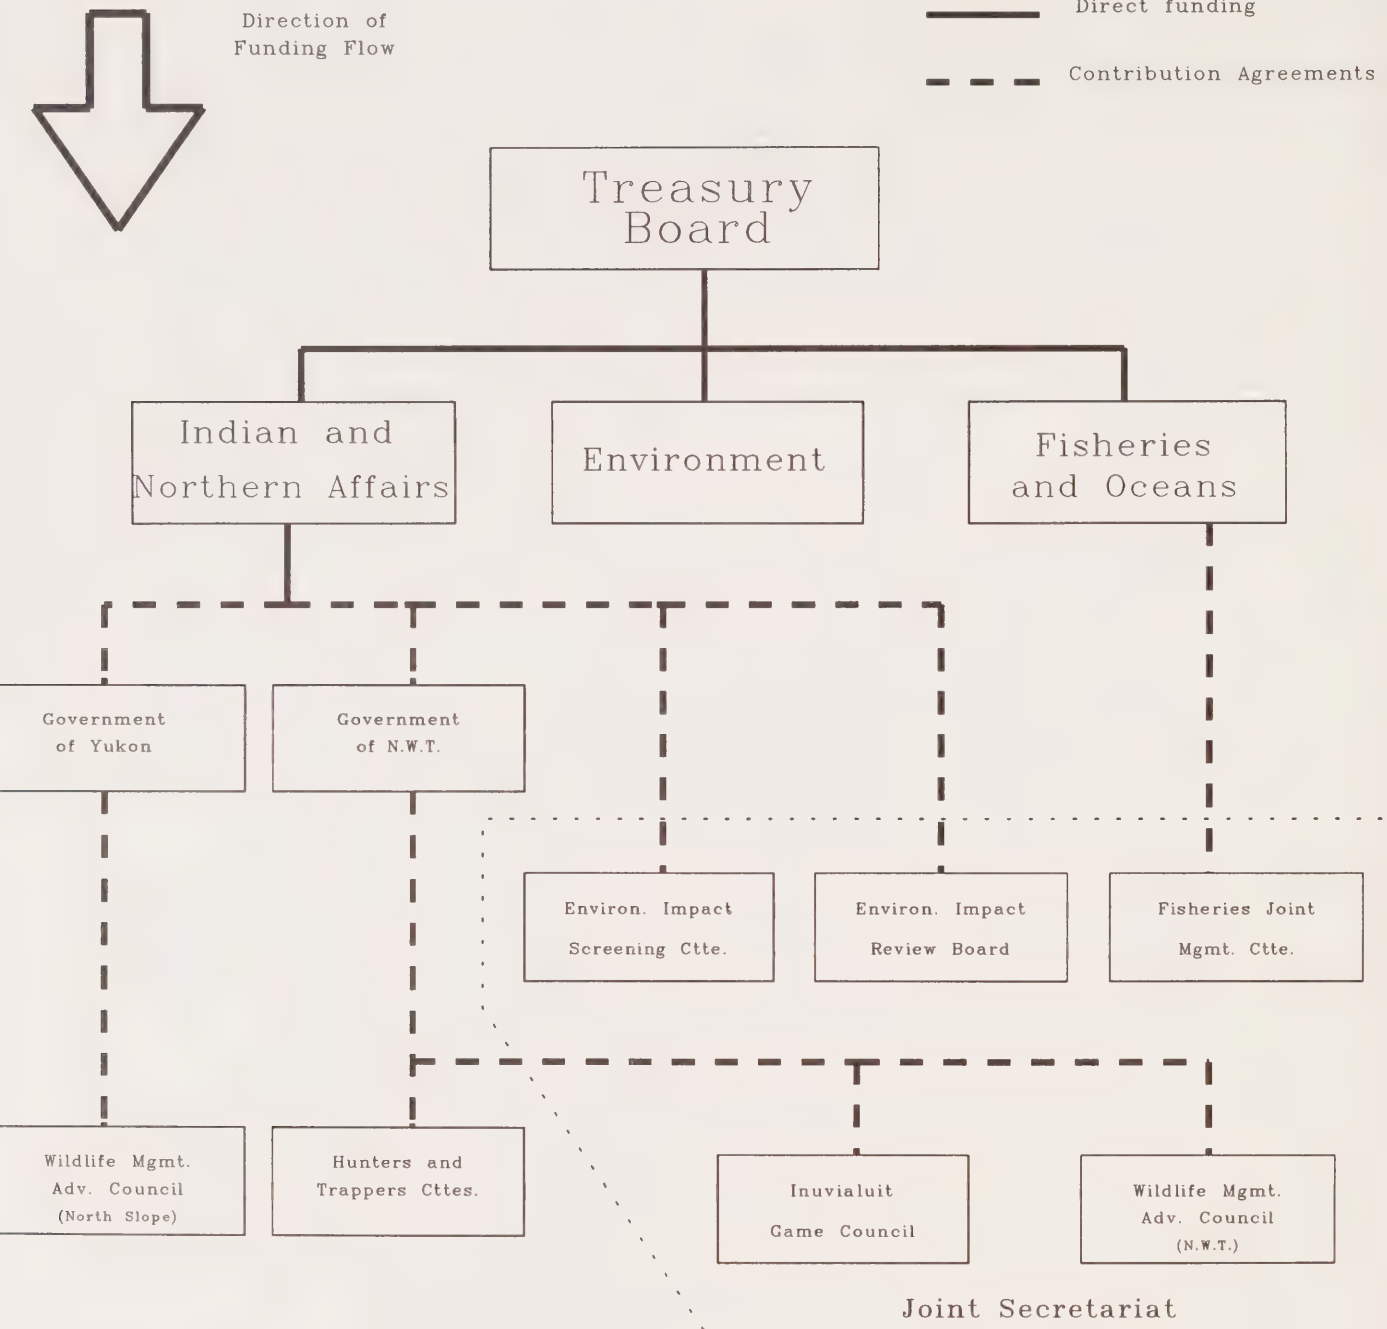 Direction of
Funding Flow
Direct funding
Contribution Agreements
Treasury
Board
Indian and
Northern Affairs
Environment
Fisheries
and Oceans
Government
of Yukon
Government
of N.W.T.
Environ. Impact
Screening Ctte.
Environ. Impact
Review Board
Fisheries Joint
Mgmt. Ctte.
Wildlife Mgmt.
Adv. Council
(North Slope)
Hunters and
Trappers Cttes.
Inuvialuit
Game Council
Wildlife Mgmt.
Adv. Council
(N.W.T.)
Joint Secretariat